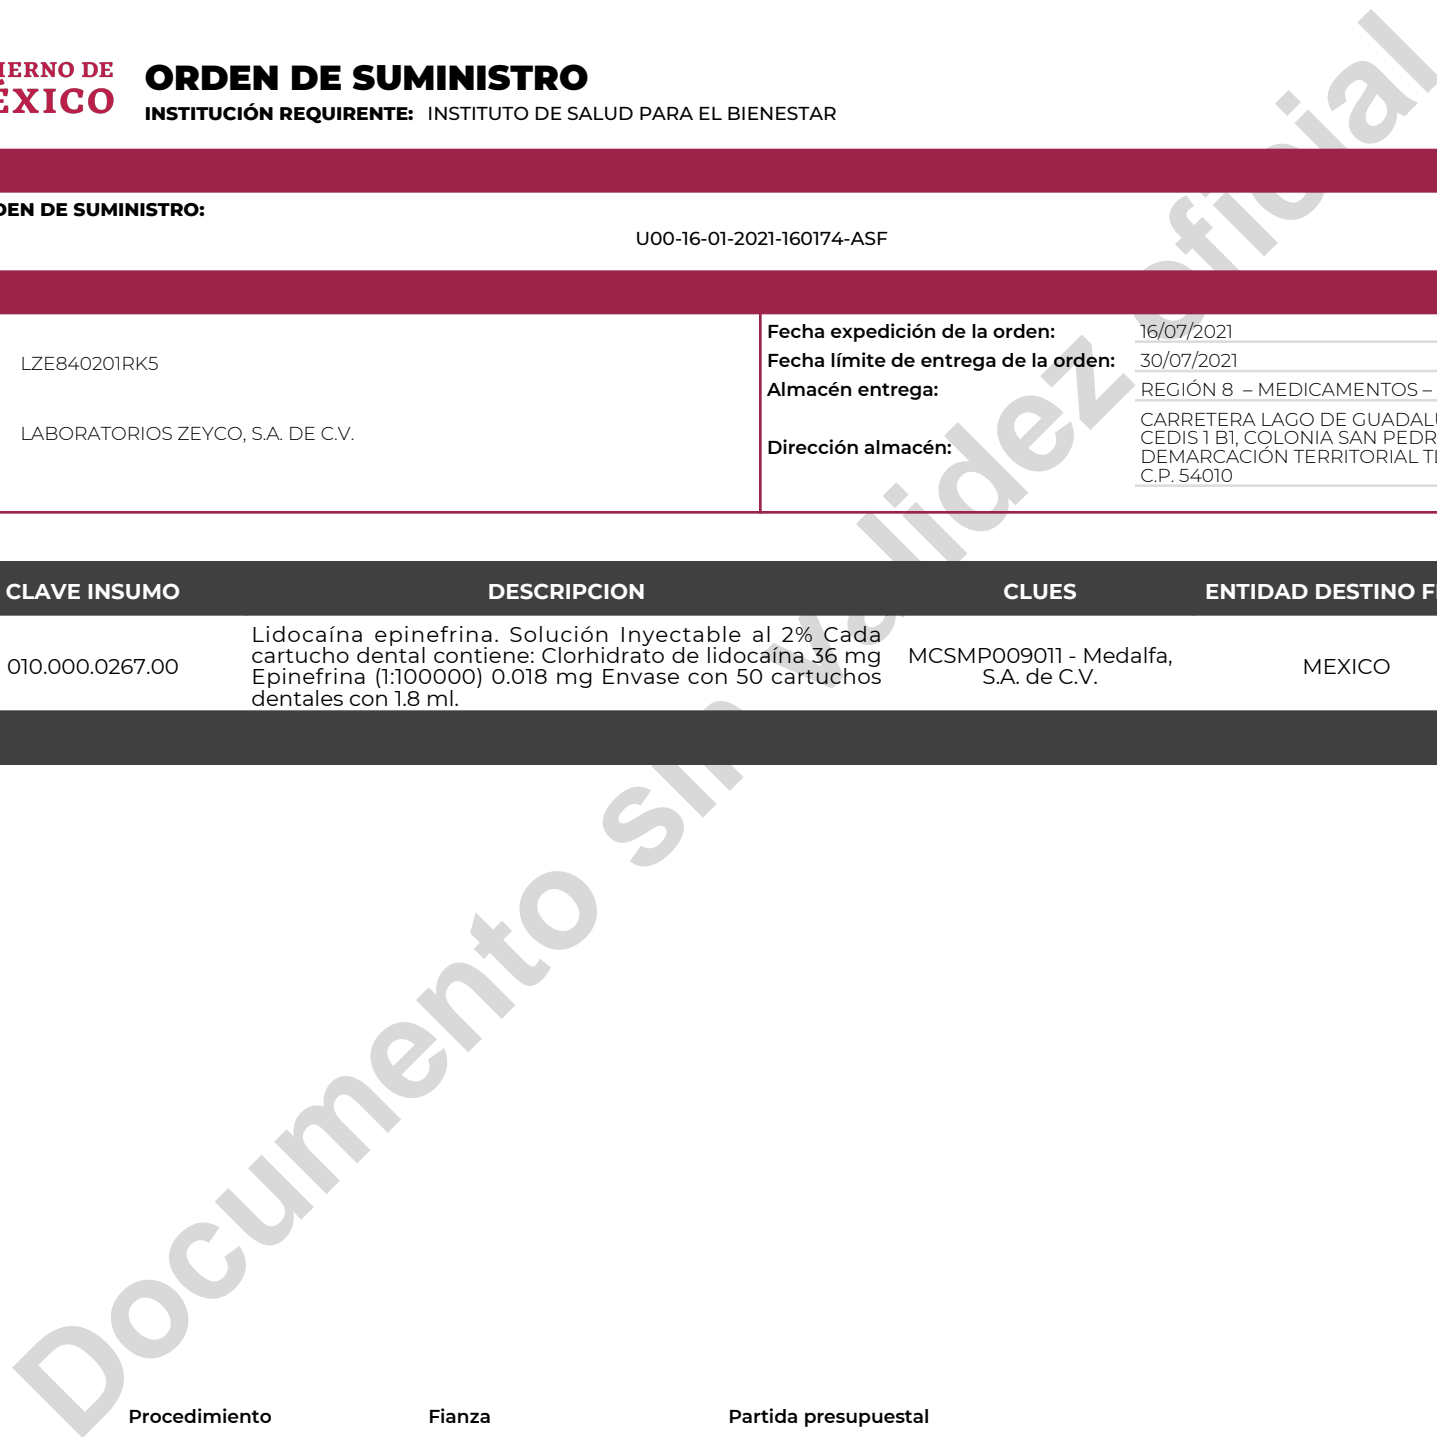 IERNO DE
ÉXICO
ORDEN DE SUMINISTRO
INSTITUCIÓN REQUIRENTE: INSTITUTO DE SALUD PARA EL BIENESTAR
DEN DE SUMINISTRO:
U00-16-01-2021-160174-ASF
LZE840201RK5
LABORATORIOS ZEYCO, S.A. DE C.V.
Fecha expedición de la orden: 16/07/2021
Fecha límite de entrega de la orden: 30/07/2021
Almacén entrega: REGIÓN 8 – MEDICAMENTOS –
Dirección almacén:
CARRETERA LAGO DE GUADALU
CEDIS 1 B1, COLONIA SAN PEDR
DEMARCACIÓN TERRITORIAL TL
C.P. 54010
CLAVE INSUMO DESCRIPCION CLUES ENTIDAD DESTINO FI
010.000.0267.00
Lidocaína epinefrina. Solución Inyectable al 2% Cada
cartucho dental contiene: Clorhidrato de lidocaína 36 mg
Epinefrina (1:100000) 0.018 mg Envase con 50 cartuchos
dentales con 1.8 ml.
MCSMP009011 - Medalfa,
S.A. de C.V.
MEXICO
Documento sin validez oficial
Procedimiento Fianza Partida presupuestal